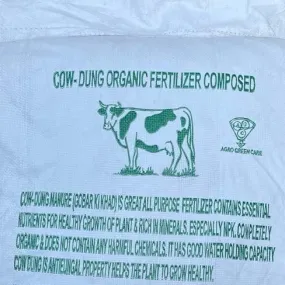 COW-DUNG ORGANIC FERTILIZER COMPOSED
AGRO GREEN CARE
COW-DUNG MANURE (GOBAR KI KHAD) IS GREAT ALL PURPOSE FERTILIZER CONTAINS ESSENTIAL
NUTRIENTS FOR HEALTHY GROWTH OF PLANT & RICH IN MINERALS. ESPECIALLY NPK. CONPLETELY
ORGANIC & DOES NOT CONTAIN ANY HARMFUL CHEMICALS. IT HAS GOOD WATER HOLDING CAPACITY
COW DUNG IS ANTIFUNGAL PROPERTY HELPS THE PLANT TO GROW HEALTHY.